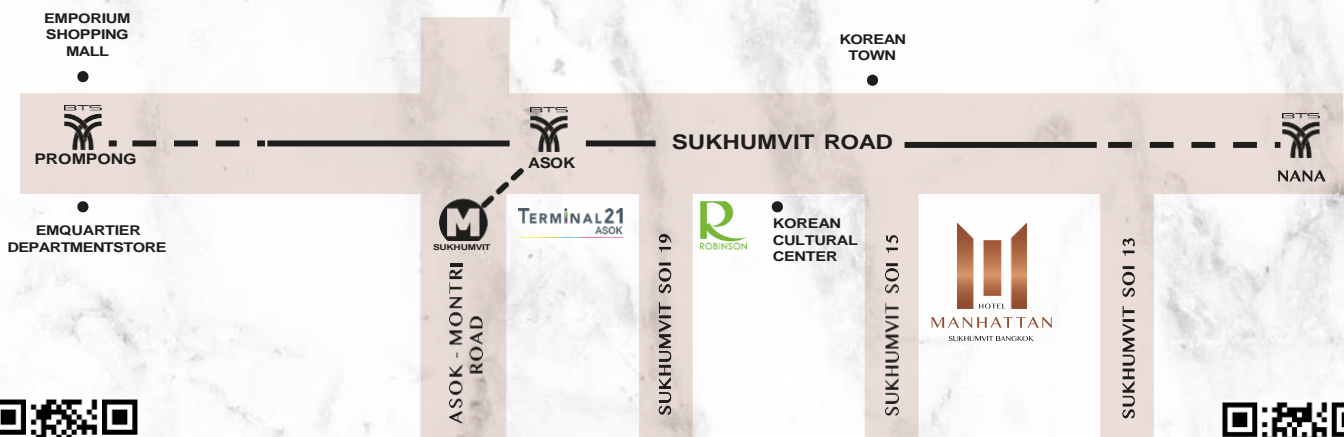 EMPORIUM
SHOPPING
MALL
KOREAN
TOWN
BTS
PROMPONG
BTS
ASOK
SUKHUMVIT ROAD
BTS
NANA
EMQUARTIER
DEPARTMENTSTORE
M
SUKHUMVIT
TERMINAL21
ASOK
R
ROBINSON
KOREAN
CULTURAL
CENTER
HOTEL
MANHATTAN
SUKHUMVIT BANGKOK
ASOK - MONTRI
ROAD
SUKHUMVIT SOI 19
SUKHUMVIT SOI 15
SUKHUMVIT SOI 13